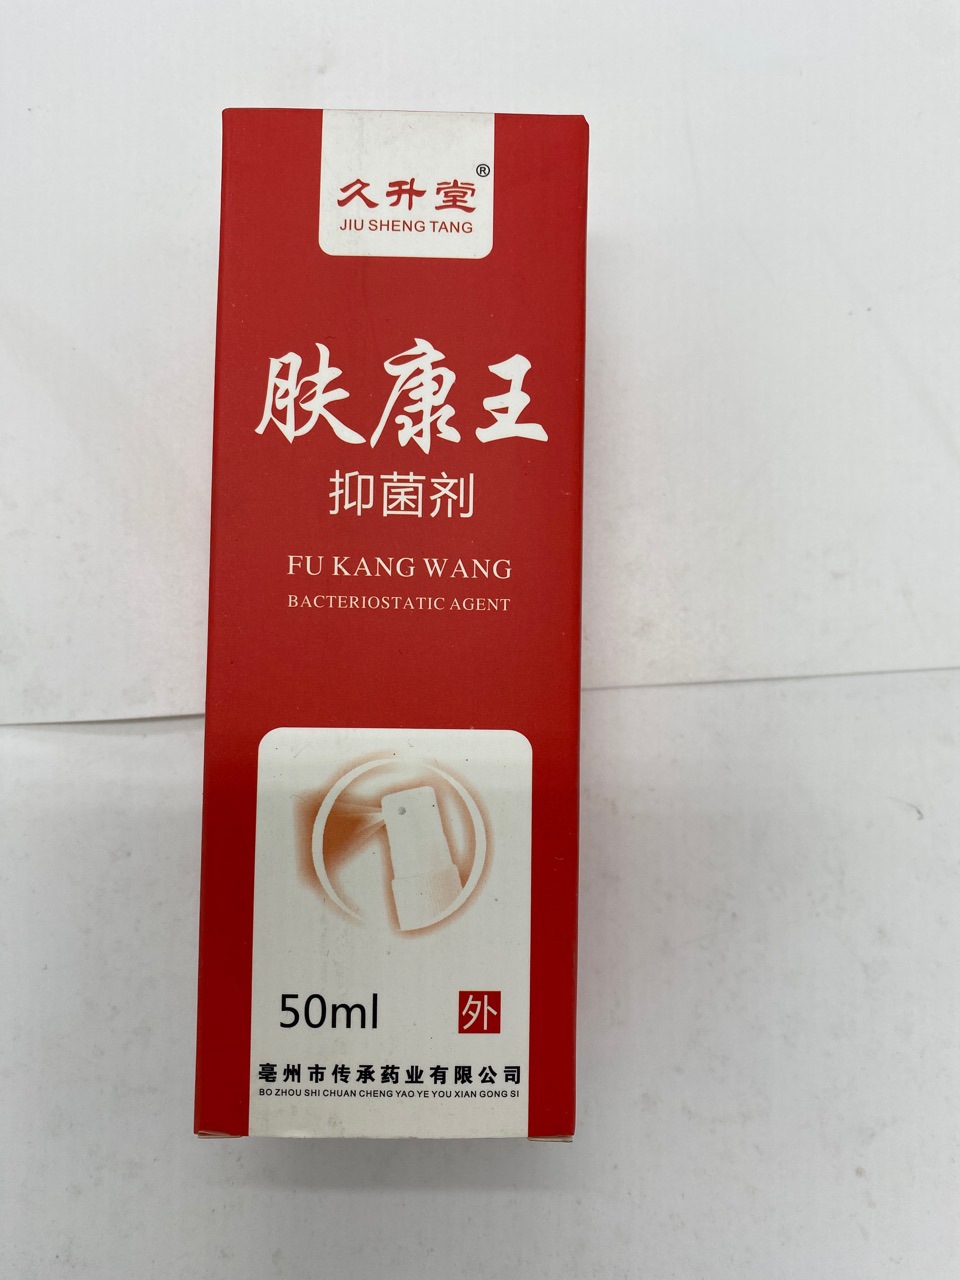 久升堂®
JIU SHENG TANG
肤康王
抑菌剂
FU KANG WANG
BACTERIOSTATIC AGENT
50ml
外
亳州市传承药业有限公司
BO ZHOU SHI CHUAN CHENG YAO YE YOU XIAN GONG SI